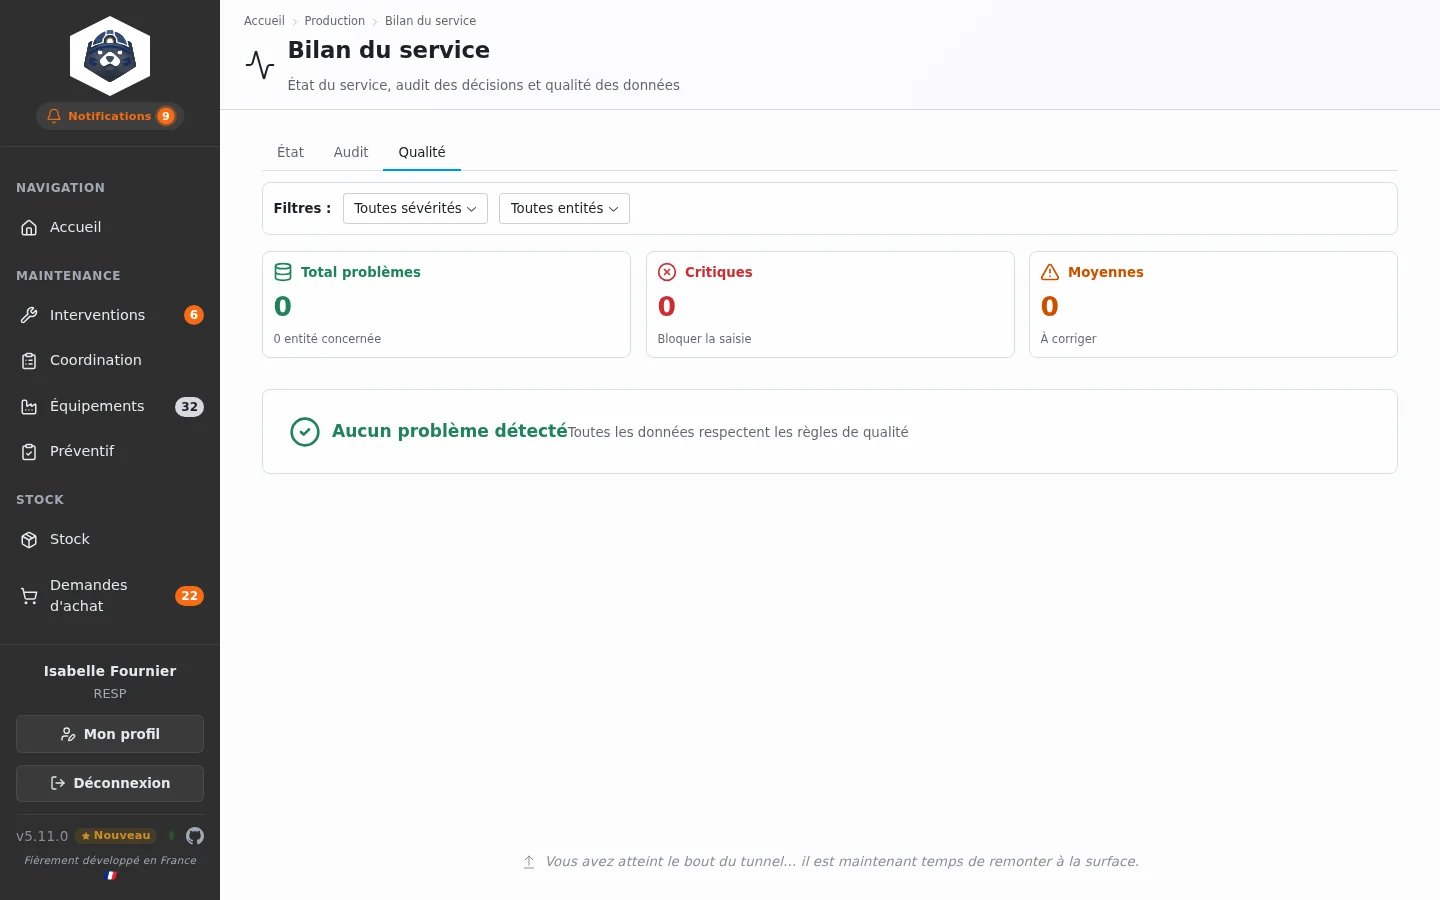 Notifications 9
NAVIGATION
Accueil
MAINTENANCE
Interventions 6
Coordination
Équipements 32
Préventif
STOCK
Stock
Demandes
d'achat 22
Isabelle Fournier
RESP
Mon profil
Déconnexion
v5.11.0 Nouveau
Fièrement développé en France
Accueil Production Bilan du service
Bilan du service
État du service, audit des décisions et qualité des données
État Audit Qualité
Filtres : Toutes sévérités Toutes entités
Total problèmes
0
0 entité concernée
Critiques
0
Bloquer la saisie
Moyennes
0
À corriger
Aucun problème détectéToutes les données respectent les règles de qualité
Vous avez atteint le bout du tunnel... il est maintenant temps de remonter à la surface.